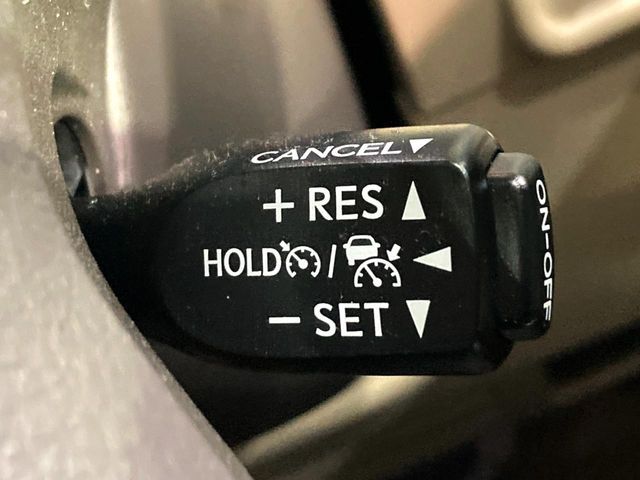 CANCEL▼
+ RES ▲
HOLD / ◀
− SET ▼
ON-OFF